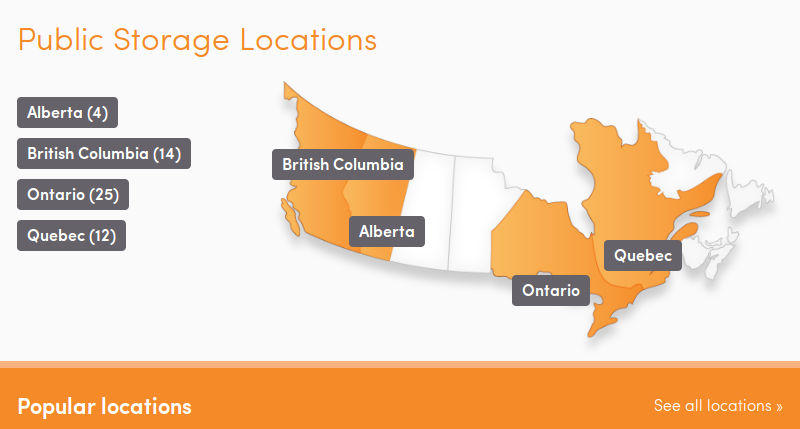 Public Storage Locations
Alberta (4)
British Columbia (14)
Ontario (25)
Quebec (12)
British Columbia
Alberta
Quebec
Ontario
Popular locations
See all locations »